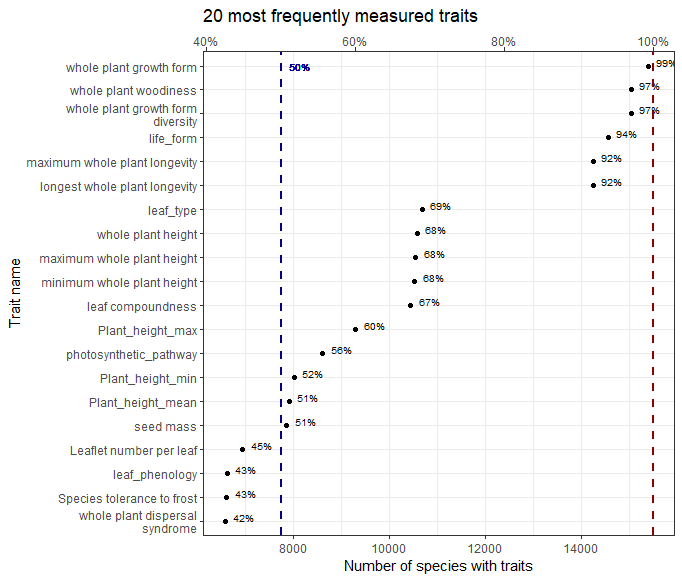 20 most frequently measured traits
40% 60% 80% 100%
whole plant growth form 50% 99%
whole plant woodiness 97%
whole plant growth form
diversity 97%
life_form 94%
maximum whole plant longevity 92%
longest whole plant longevity 92%
leaf_type 69%
whole plant height 68%
maximum whole plant height 68%
minimum whole plant height 68%
leaf compoundness 67%
Plant_height_max 60%
photosynthetic_pathway 56%
Plant_height_min 52%
Plant_height_mean 51%
seed mass 51%
Leaflet number per leaf 45%
leaf_phenology 43%
Species tolerance to frost 43%
whole plant dispersal
syndrome 42%
Trait name
8000 10000 12000 14000
Number of species with traits